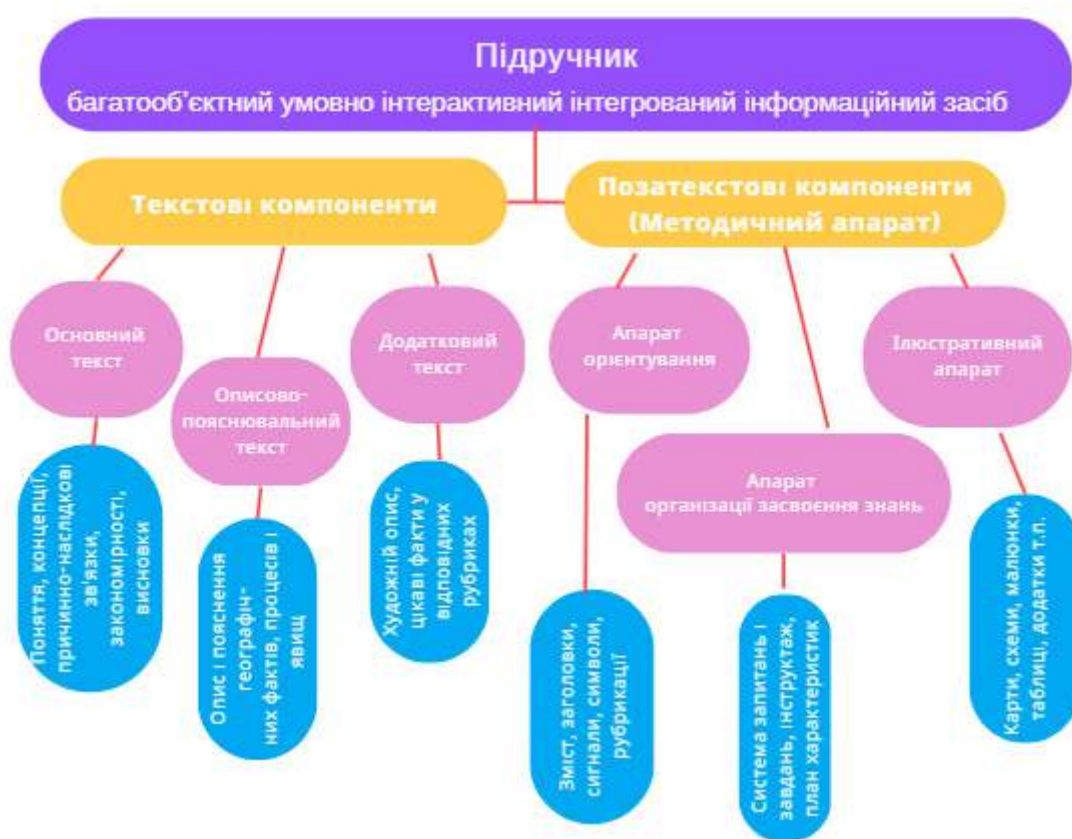 Підручник
багатооб'єктний умовно інтерактивний інтегрований інформаційний засіб
Текстові компоненти
Позатекстові компоненти
(Методичний апарат)
Основний
текст
Описово-
пояснювальний
текст
Додатковий
текст
Апарат
орієнтування
Апарат
організації засвоєння знань
Ілюстративний
апарат
Поняття, концепції,
причинно-наслідкові
зв'язки,
закономірності,
висновки
Опис і пояснення
географіч-
них фактів, процесів і
явищ
Художній опис,
цікаві факти у
відповідних
рубриках
Зміст, заголовки,
сигнали, символи,
рубрикації
Система запитань і
завдань, інструктаж,
план характеристик
Карти, схеми, малюнки,
таблиці, додатки т.п.